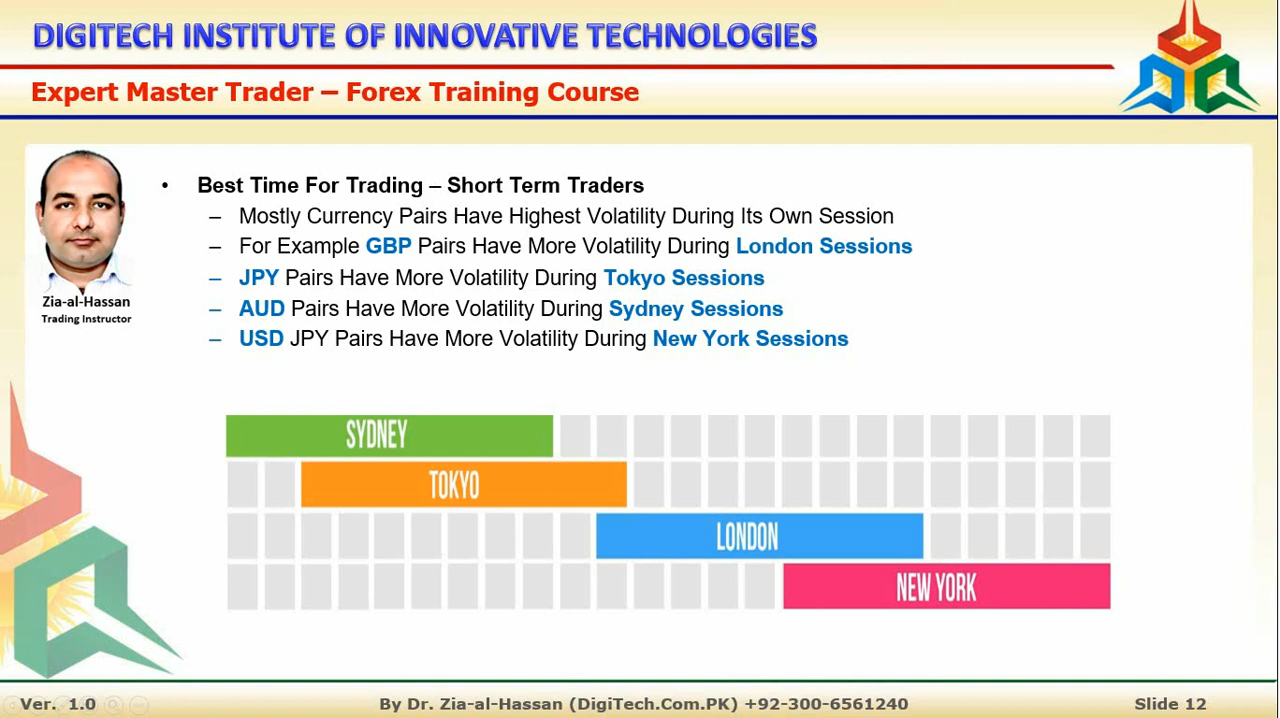 DIGITECH INSTITUTE OF INNOVATIVE TECHNOLOGIES
Expert Master Trader – Forex Training Course
• Best Time For Trading – Short Term Traders
– Mostly Currency Pairs Have Highest Volatility During Its Own Session
– For Example GBP Pairs Have More Volatility During London Sessions
– JPY Pairs Have More Volatility During Tokyo Sessions
– AUD Pairs Have More Volatility During Sydney Sessions
– USD JPY Pairs Have More Volatility During New York Sessions
Zia-al-Hassan
Trading Instructor
SYDNEY
TOKYO
LONDON
NEW YORK
Ver. 1.0
By Dr. Zia-al-Hassan (DigiTech.Com.PK) +92-300-6561240
Slide 12